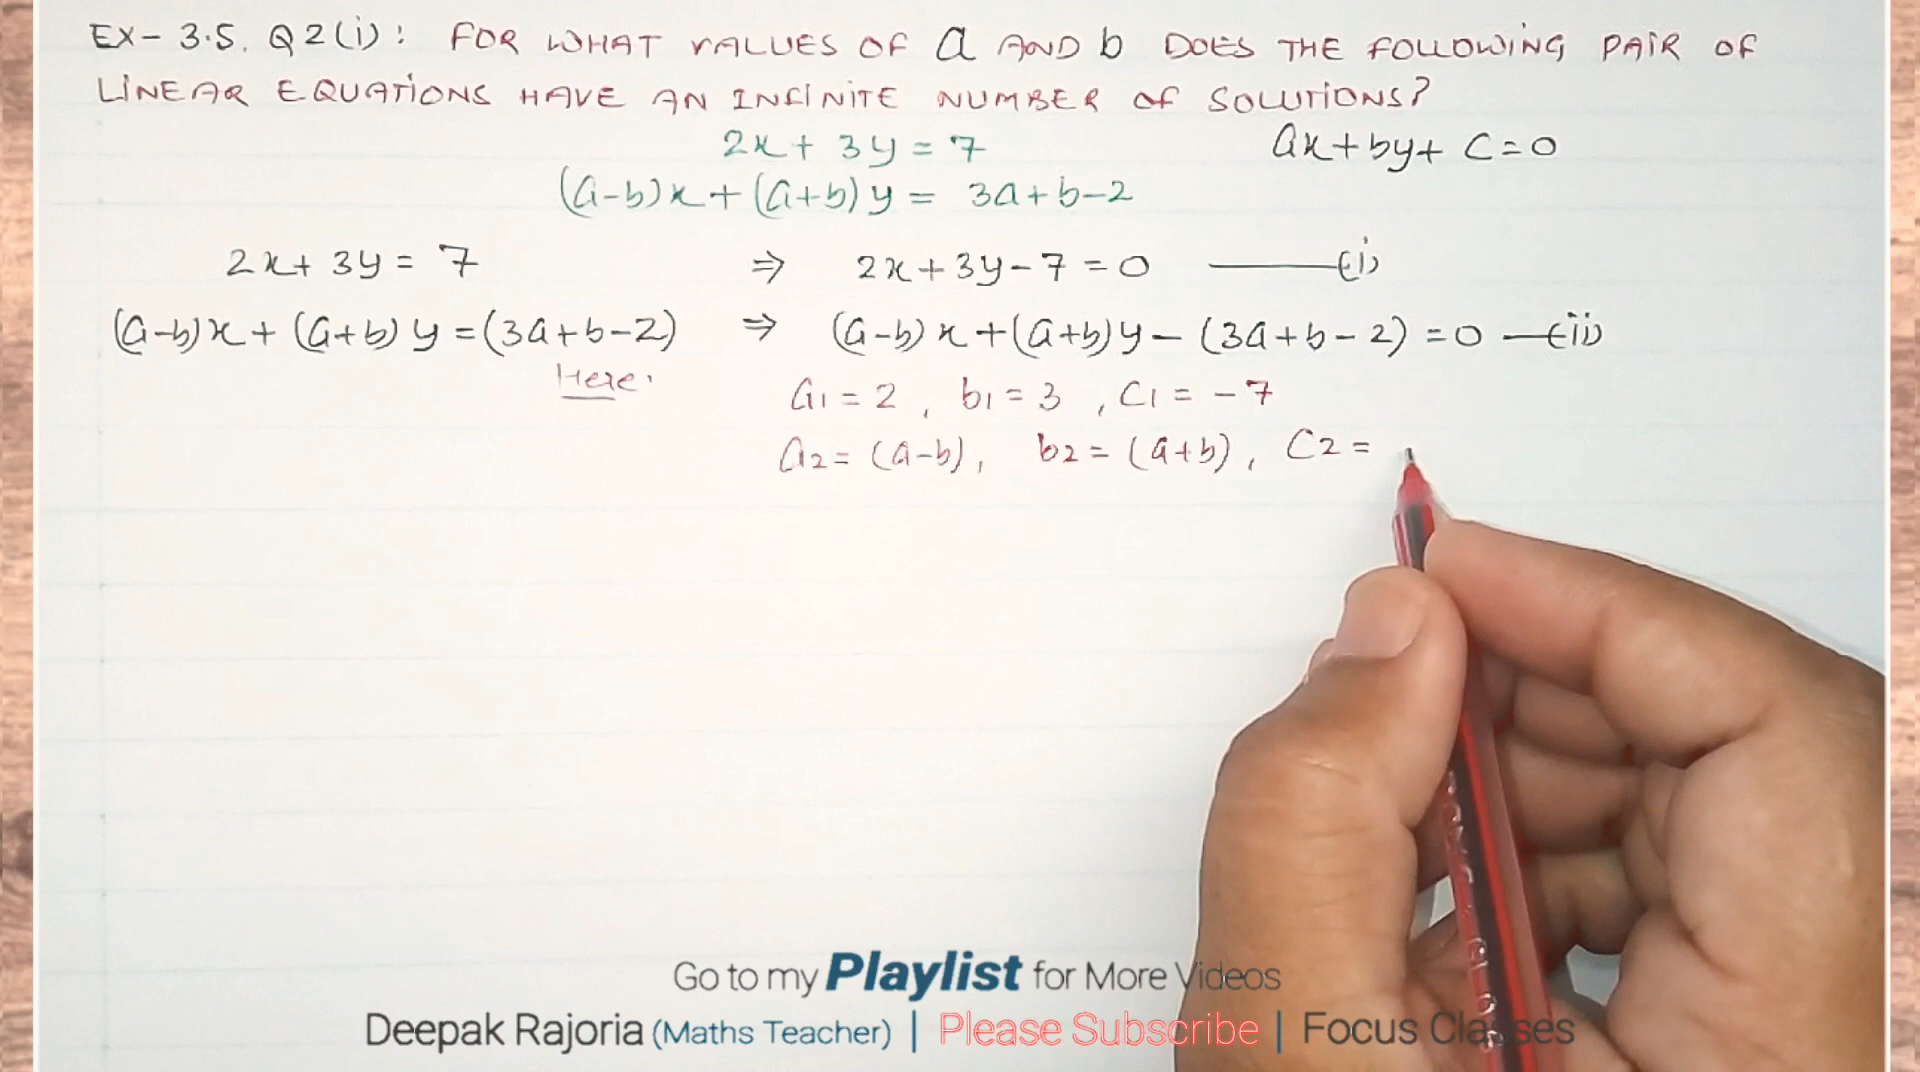 EX- 3.5. Q2(i): FOR WHAT VALUES OF a AND b DOES THE FOLLOWING PAIR OF
LINEAR EQUATIONS HAVE AN INFINITE NUMBER OF SOLUTIONS?
2x+ 3y = 7 ax+by+ c=0
(a-b)x+(a+b)y = 3a+b-2
2x+ 3y = 7 ⇒ 2x+3y-7=0 ——(i)
(a-b)x+(a+b)y=(3a+b-2) ⇒ (a-b)x+(a+b)y-(3a+b-2)=0 —(ii)
Here, a1=2, b1=3, c1=-7
a2=(a-b), b2=(a+b), c2=
Go to my Playlist for More Videos
Deepak Rajoria (Maths Teacher) | Please Subscribe | Focus Classes